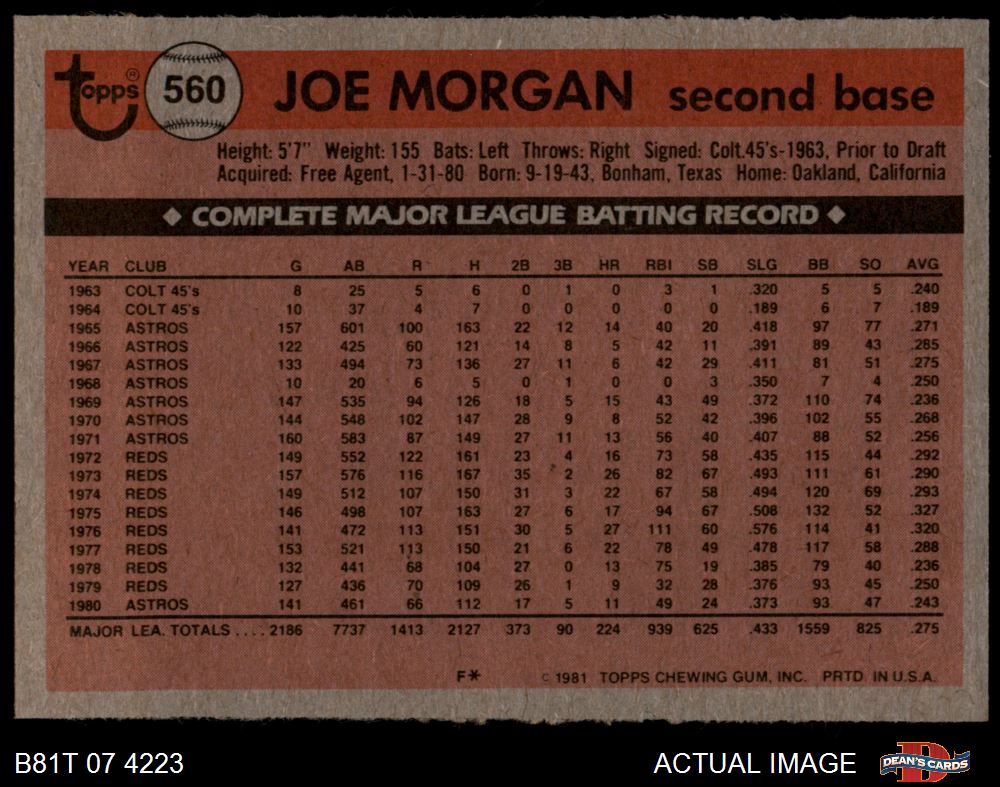 topps® 560 JOE MORGAN second base
Height: 5'7" Weight: 155 Bats: Left Throws: Right Signed: Colt.45's-1963, Prior to Draft
Acquired: Free Agent, 1-31-80 Born: 9-19-43, Bonham, Texas Home: Oakland, California
◆ COMPLETE MAJOR LEAGUE BATTING RECORD ◆
YEAR CLUB G AB R H 2B 3B HR RBI SB SLG BB SO AVG
1963 COLT 45's 8 25 5 6 0 1 0 3 1 .320 5 5 .240
1964 COLT 45's 10 37 4 7 0 0 0 0 0 .189 6 7 .189
1965 ASTROS 157 601 100 163 22 12 14 40 20 .418 97 77 .271
1966 ASTROS 122 425 60 121 14 8 5 42 11 .391 89 43 .285
1967 ASTROS 133 494 73 136 27 11 6 42 29 .411 81 51 .275
1968 ASTROS 10 20 6 5 0 1 0 0 3 .350 7 4 .250
1969 ASTROS 147 535 94 126 18 5 15 43 49 .372 110 74 .236
1970 ASTROS 144 548 102 147 28 9 8 52 42 .396 102 55 .268
1971 ASTROS 160 583 87 149 27 11 13 56 40 .407 88 52 .256
1972 REDS 149 552 122 161 23 4 16 73 58 .435 115 44 .292
1973 REDS 157 576 116 167 35 2 26 82 67 .493 111 61 .290
1974 REDS 149 512 107 150 31 3 22 67 58 .494 120 69 .293
1975 REDS 146 498 107 163 27 6 17 94 67 .508 132 52 .327
1976 REDS 141 472 113 151 30 5 27 111 60 .576 114 41 .320
1977 REDS 153 521 113 150 21 6 22 78 49 .478 117 58 .288
1978 REDS 132 441 68 104 27 0 13 75 19 .385 79 40 .236
1979 REDS 127 436 70 109 26 1 9 32 28 .376 93 45 .250
1980 ASTROS 141 461 66 112 17 5 11 49 24 .373 93 47 .243
MAJOR LEA. TOTALS .... 2186 7737 1413 2127 373 90 224 939 625 .433 1559 825 .275
F* © 1981 TOPPS CHEWING GUM, INC. PRTD. IN U.S.A.
B81T 07 4223 ACTUAL IMAGE DEAN'S CARDS